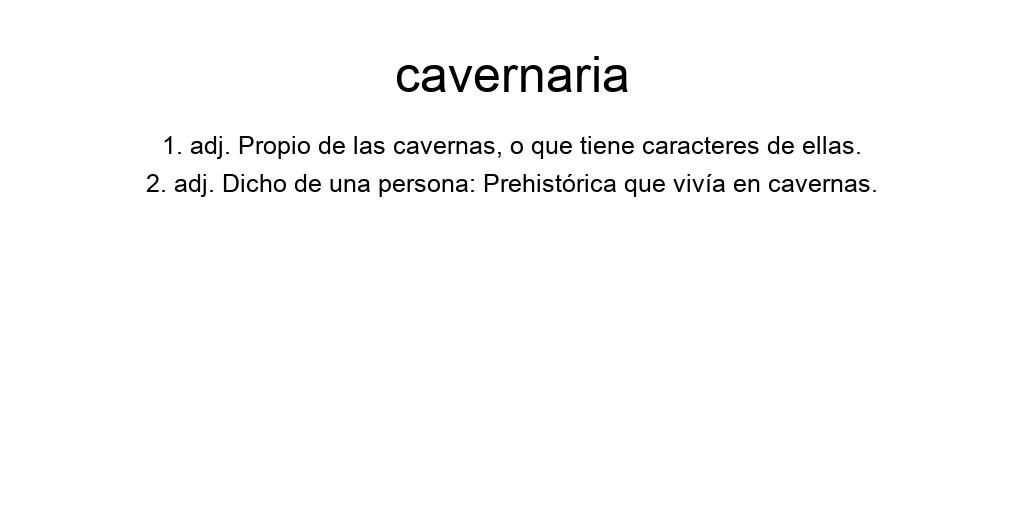 cavernaria
1. adj. Propio de las cavernas, o que tiene caracteres de ellas.
2. adj. Dicho de una persona: Prehistórica que vivía en cavernas.